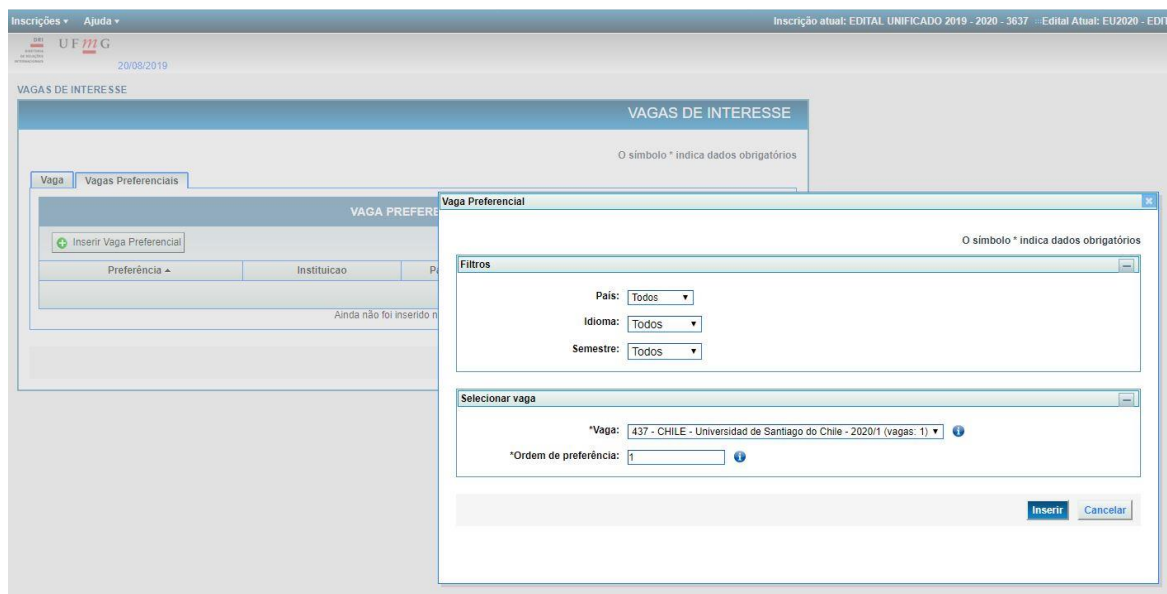 Inscrições Ajuda
Inscrição atual: EDITAL UNIFICADO 2019 - 2020 - 3637 Edital Atual: EU2020 -
UFmG
20/08/2019
VAGAS DE INTERESSE
VAGAS DE INTERESSE
O símbolo * indica dados obrigatórios
Vaga Vagas Preferenciais
VAGA
Inserir Vaga Preferencial
Preferência Instituicao
Ainda não foi inserido
Vaga Preferencial
O símbolo * indica dados obrigatórios
Filtros
País: Todos
Idioma: Todos
Semestre: Todos
Selecionar vaga
*Vaga: 437 - CHILE - Universidad de Santiago do Chile - 2020/1 (vagas: 1)
*Ordem de preferência: 1
Inserir Cancelar